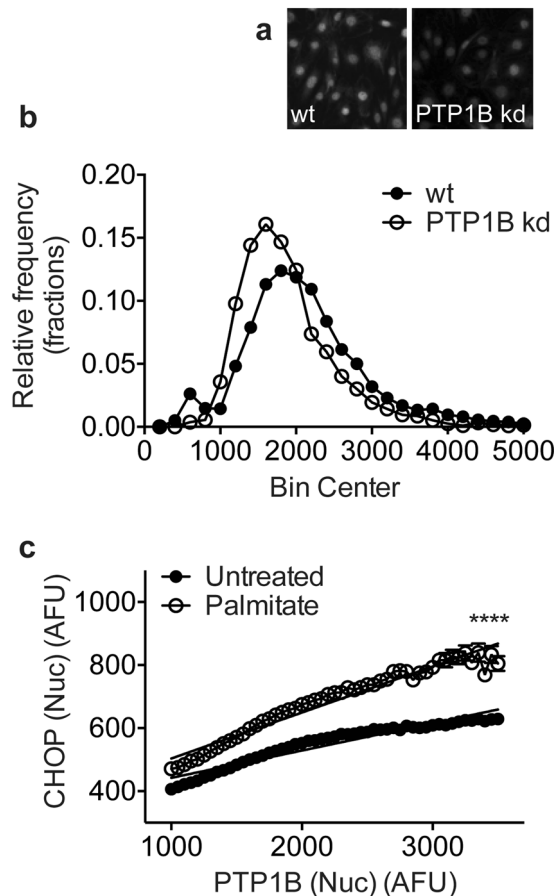 a
wt
PTP1B kd
b
Relative frequency
(fractions)
0.20
0.15
0.10
0.05
0.00
wt
PTP1B kd
0 1000 2000 3000 4000 5000
Bin Center
c
CHOP (Nuc) (AFU)
1000
800
600
400
Untreated
Palmitate
****
1000 2000 3000
PTP1B (Nuc) (AFU)